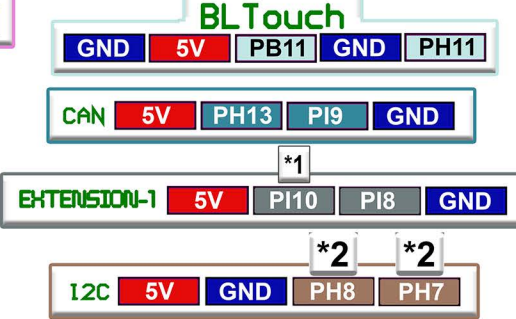 BLTouch
GND 5V PB11 GND PH11
CAN 5V PH13 PI9 GND
*1
EXTENSION-1 5V PI10 PI8 GND
*2 *2
I2C 5V GND PH8 PH7